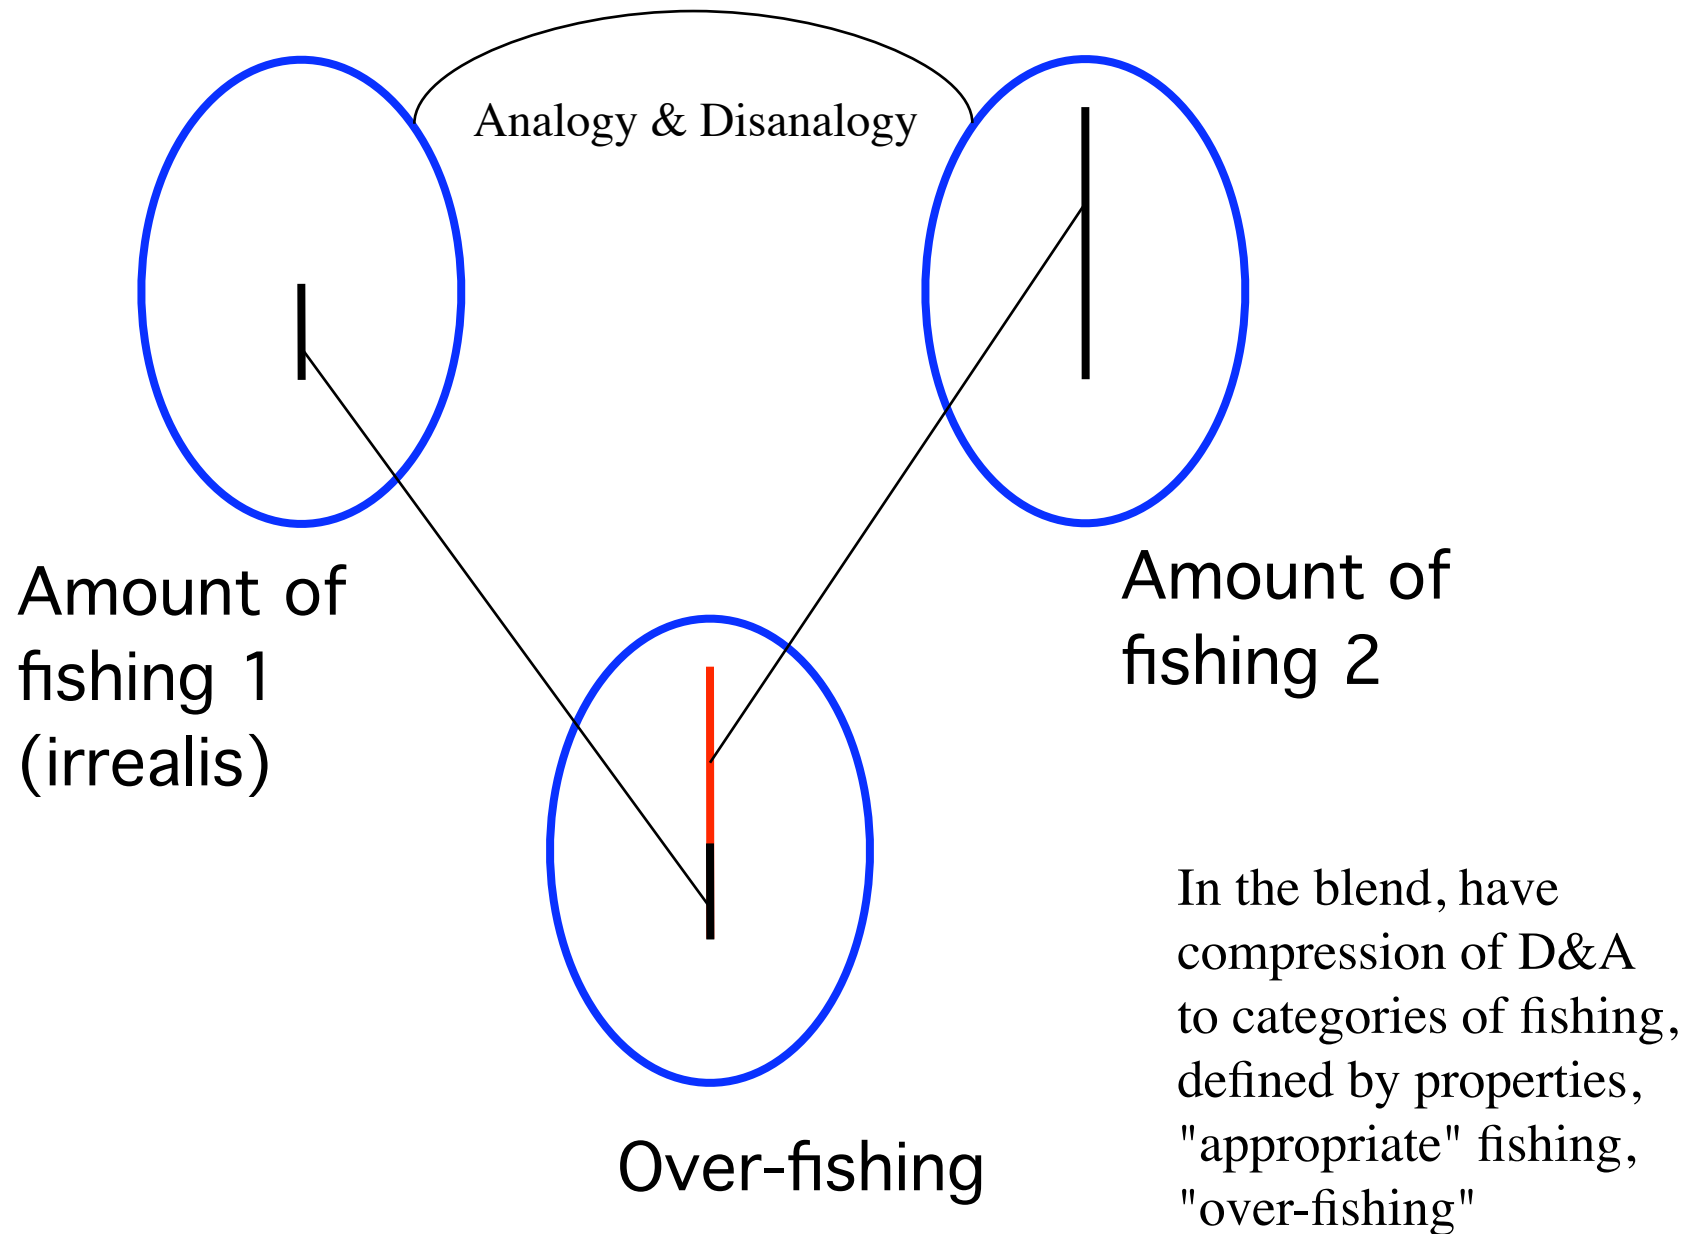 Analogy & Disanalogy
Amount of
fishing 1
(irrealis)
Amount of
fishing 2
Over-fishing
In the blend, have
compression of D&A
to categories of fishing,
defined by properties,
"appropriate" fishing,
"over-fishing"